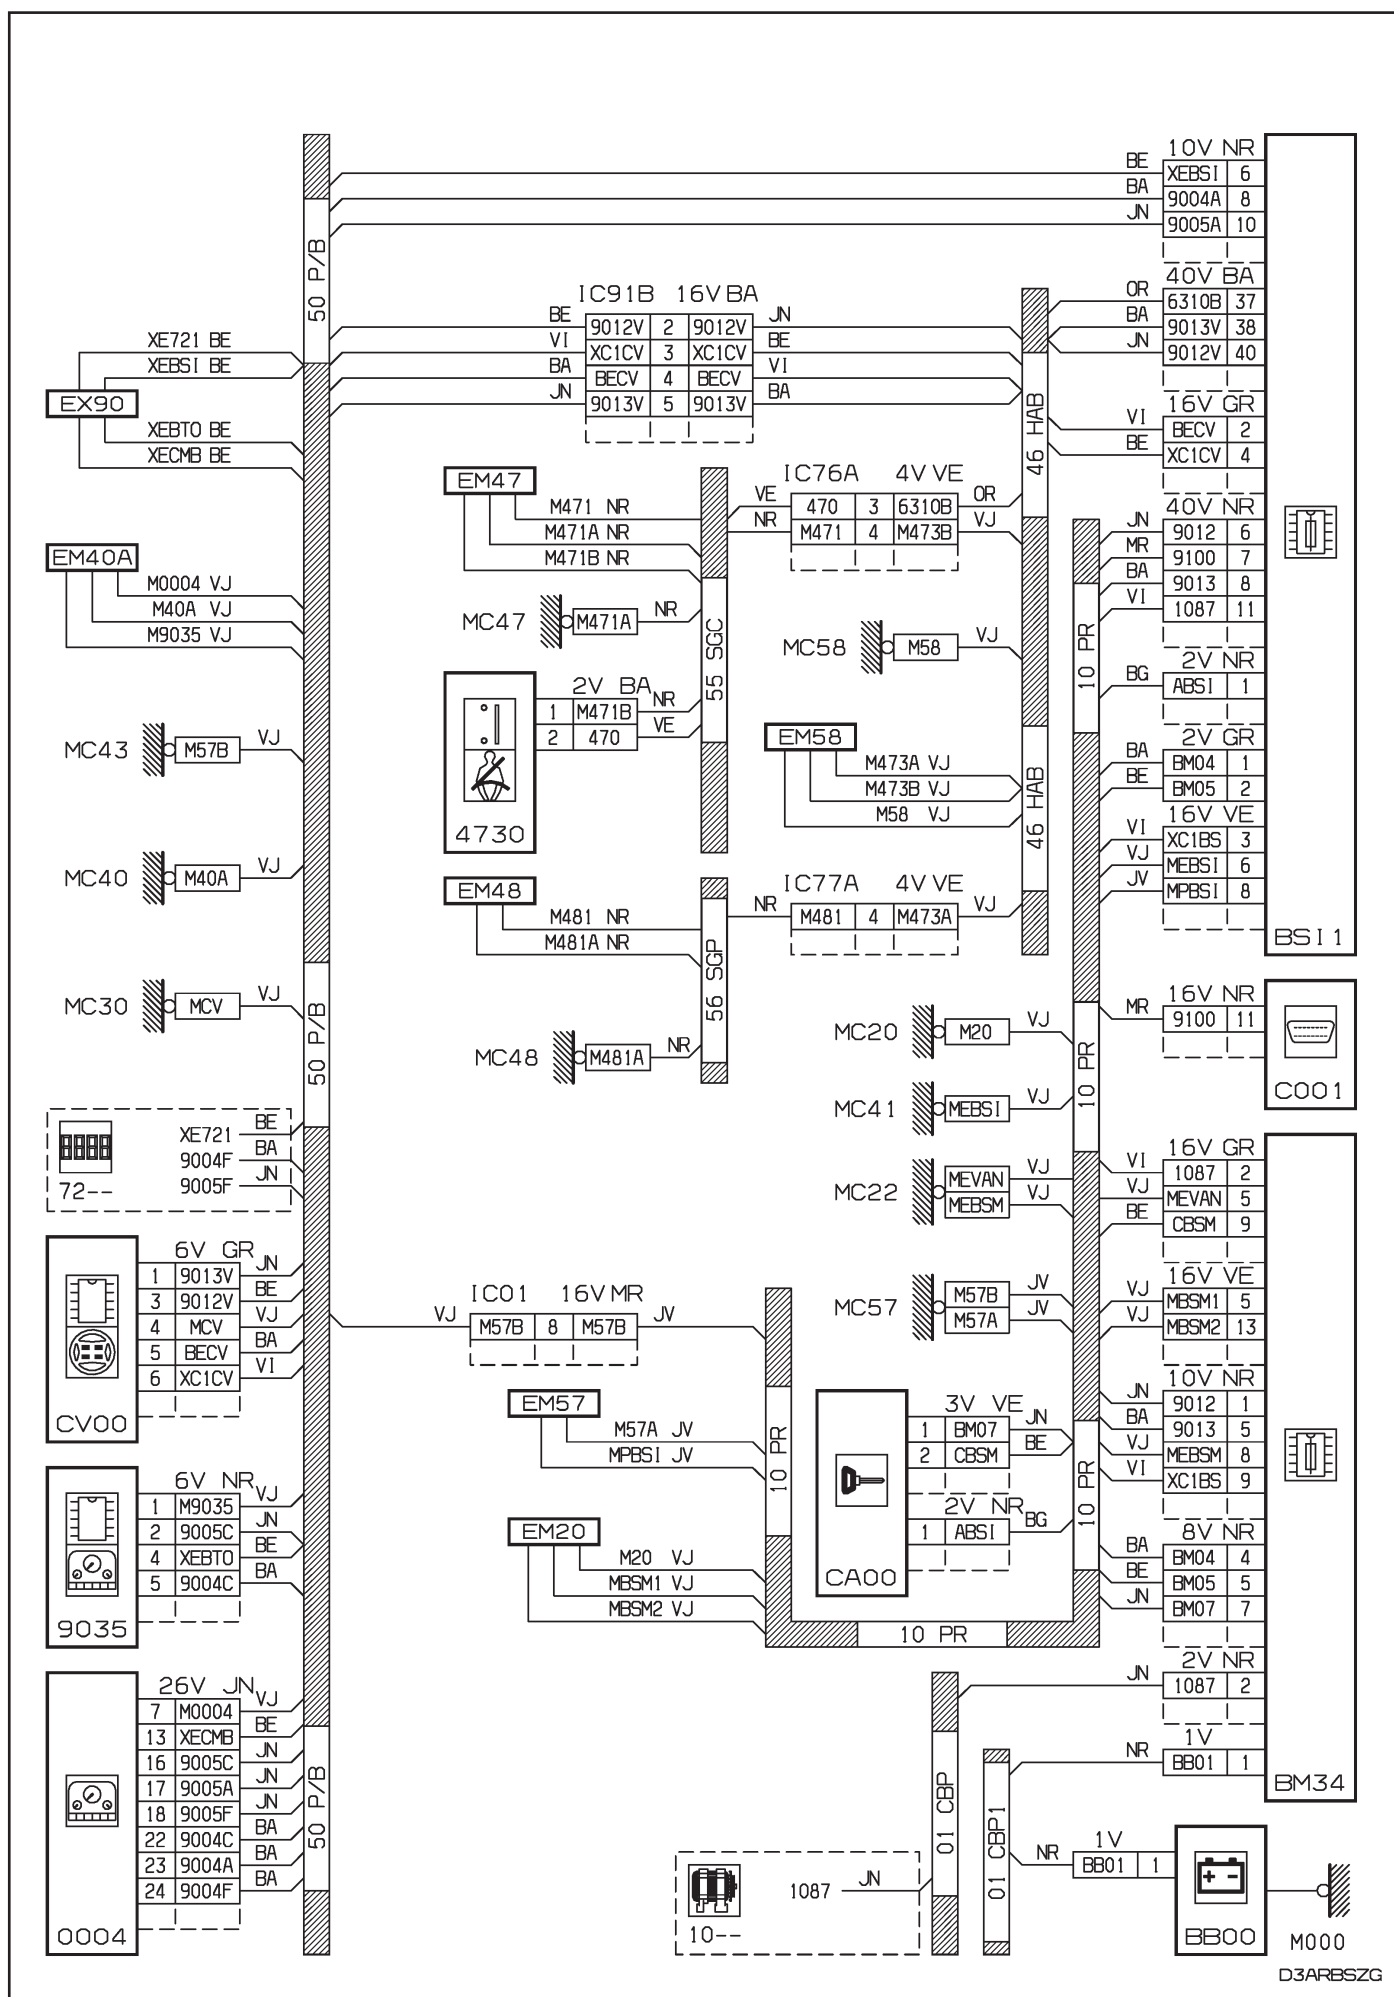 10V NR
BE XEBSI 6
BA 9004A 8
JN 9005A 10
50 P/B
40V BA
OR 6310B 37
BA 9013V 38
JN 9012V 40
IC91B 16V BA
BE 9012V 2 9012V JN
VI XC1CV 3 XC1CV BE
BA BECV 4 BECV VI
JN 9013V 5 9013V BA
XE721 BE
XEBSI BE
EX90
XEBTO BE
XECMB BE
16V GR
VI BECV 2
BE XC1CV 4
46 HAB
EM47
M471 NR
M471A NR
M471B NR
IC76A 4V VE
VE 470 3 6310B OR
NR M471 4 M473B VJ
40V NR
JN 9012 6
MR 9100 7
BA 9013 8
VI 1087 11
EM40A
M0004 VJ
M40A VJ
M9035 VJ
MC47 M471A NR
55 SGC
MC58 M58 VJ
10 PR
2V NR
BG ABSI 1
2V BA
1 M471B NR
2 470 VE
4730
MC43 M57B VJ
EM58
M473A VJ
M473B VJ
M58 VJ
46 HAB
2V GR
BA BM04 1
BE BM05 2
16V VE
VI XC1BS 3
VJ MEBSI 6
JV MPBSI 8
BSI1
MC40 M40A VJ
EM48
M481 NR
M481A NR
56 SGP
IC77A 4V VE
NR M481 4 M473A VJ
MC30 MCV VJ
50 P/B
MC48 M481A NR
MC20 M20 VJ
10 PR
16V NR
MR 9100 11
C001
MC41 MEBSI VJ
XE721 BE
9004F BA
9005F JN
72--
MC22 MEVAN VJ
MEBSM VJ
16V GR
VI 1087 2
VJ MEVAN 5
BE CBSM 9
6V GR
1 9013V JN
3 9012V BE
4 MCV VJ
5 BECV BA
6 XC1CV VI
CV00
IC01 16V MR
VJ M57B 8 M57B JV
MC57 M57B JV
M57A JV
16V VE
VJ MBSM1 5
VJ MBSM2 13
EM57
M57A JV
MPBSI JV
10 PR
3V VE
1 BM07 JN
2 CBSM BE
2V NR
1 ABSI BG
CA00
10 PR
10V NR
JN 9012 1
BA 9013 5
VJ MEBSM 8
VI XC1BS 9
6V NR
1 M9035 VJ
2 9005C JN
4 XEBTO BE
5 9004C BA
9035
EM20
M20 VJ
MBSM1 VJ
MBSM2 VJ
10 PR
8V NR
BA BM04 4
BE BM05 5
JN BM07 7
2V NR
JN 1087 2
1V
NR BB01 1
BM34
26V JN
7 M0004 VJ
13 XECMB BE
16 9005C JN
17 9005A JN
18 9005F JN
22 9004C BA
23 9004A BA
24 9004F BA
0004
50 P/B
01 CBP
01 CBP1
1087 JN
10--
1V
NR BB01 1
BB00
M000
D3ARBSZG